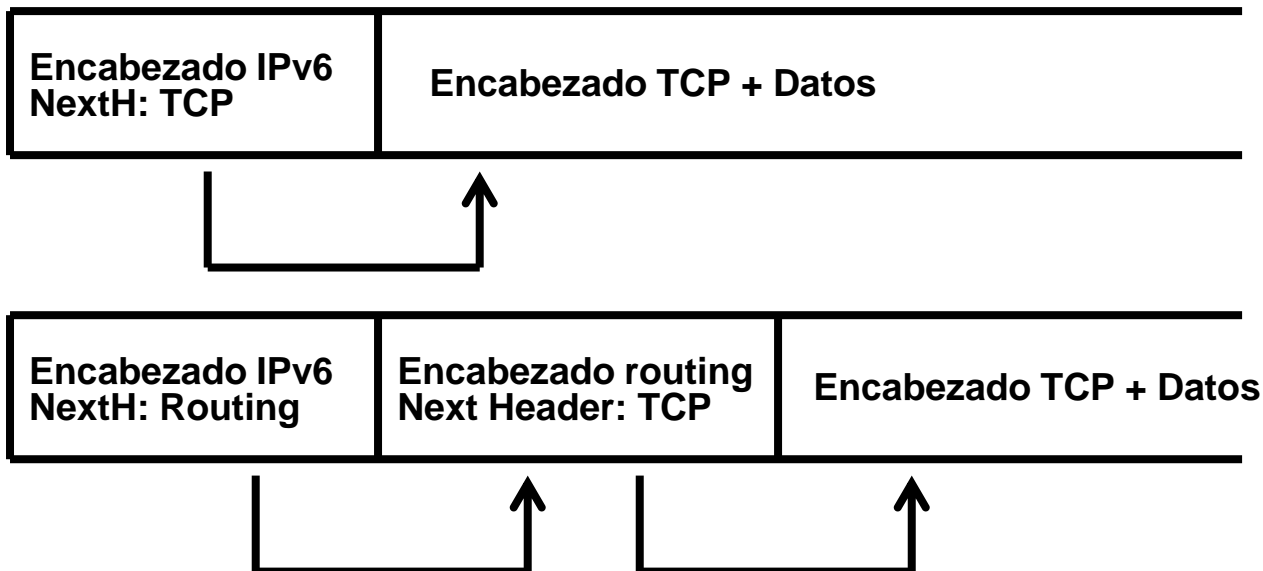 Encabezado IPv6
NextH: TCP
Encabezado TCP + Datos
Encabezado IPv6
NextH: Routing
Encabezado routing
Next Header: TCP
Encabezado TCP + Datos